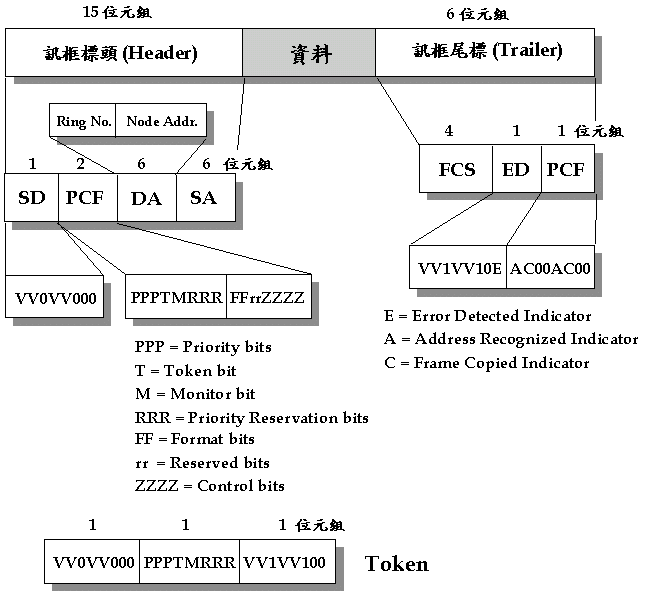 15 位元組
6 位元組
訊框標頭 (Header)
資料
訊框尾標 (Trailer)
Ring No.
Node Addr.
1 2 6 6 位元組
SD PCF DA SA
4 1 1 位元組
FCS ED PCF
VV0VV000
PPPTMRRR FFrrZZZZ
VV1VV10E AC00AC00
E = Error Detected Indicator
A = Address Recognized Indicator
C = Frame Copied Indicator
PPP = Priority bits
T = Token bit
M = Monitor bit
RRR = Priority Reservation bits
FF = Format bits
rr = Reserved bits
ZZZZ = Control bits
1 1 1 位元組
VV0VV000 PPPTMRRR VV1VV100
Token